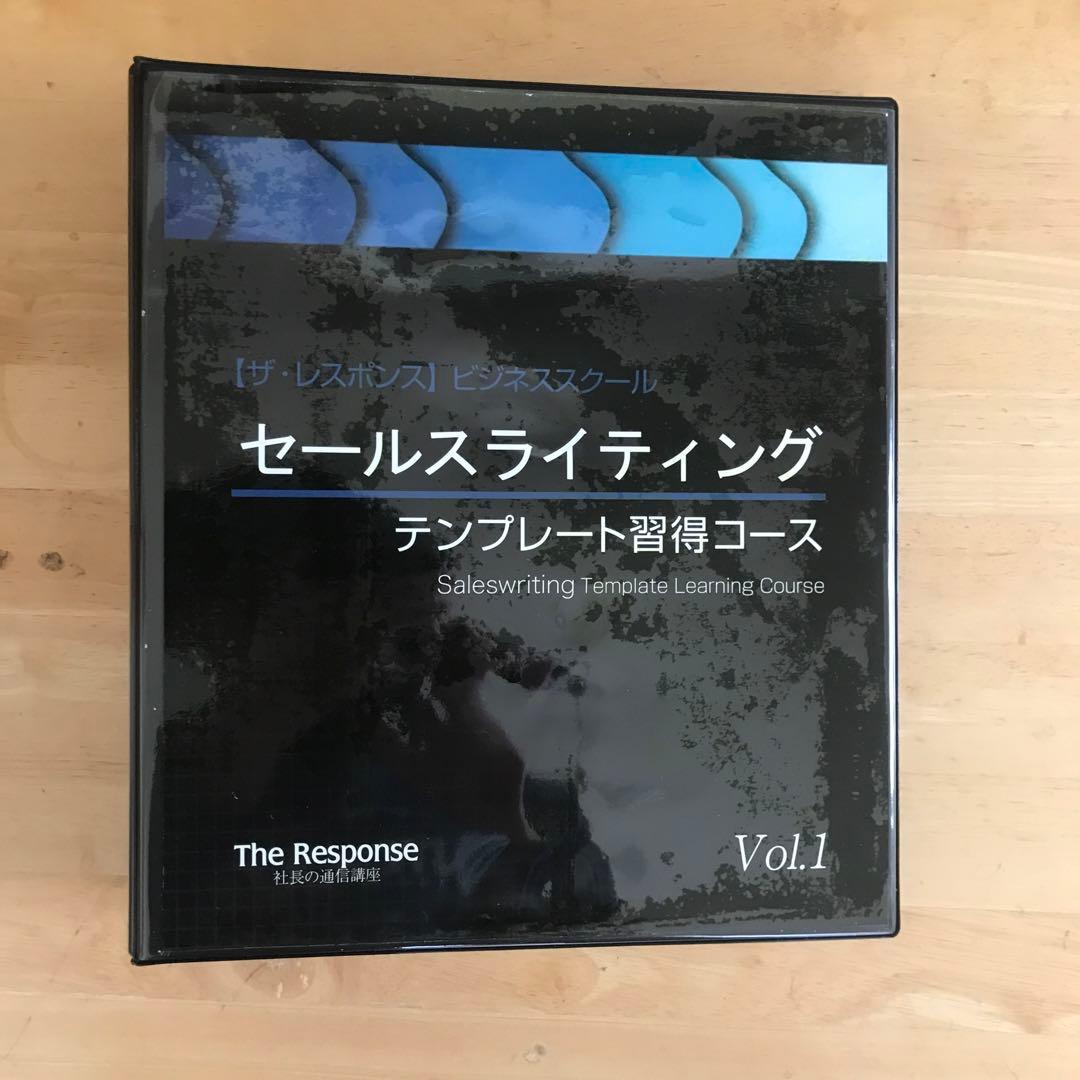 【ザ・レスポンス】ビジネススクール
セールスライティング
テンプレート習得コース
Saleswriting Template Learning Course
The Response
社長の通信講座
Vol.1